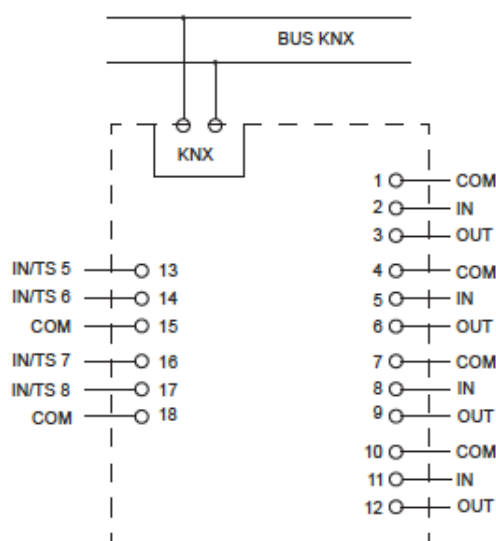 BUS KNX
KNX
1 COM
2 IN
3 OUT
IN/TS 5 13
4 COM
IN/TS 6 14
5 IN
COM 15
6 OUT
IN/TS 7 16
7 COM
IN/TS 8 17
8 IN
COM 18
9 OUT
10 COM
11 IN
12 OUT